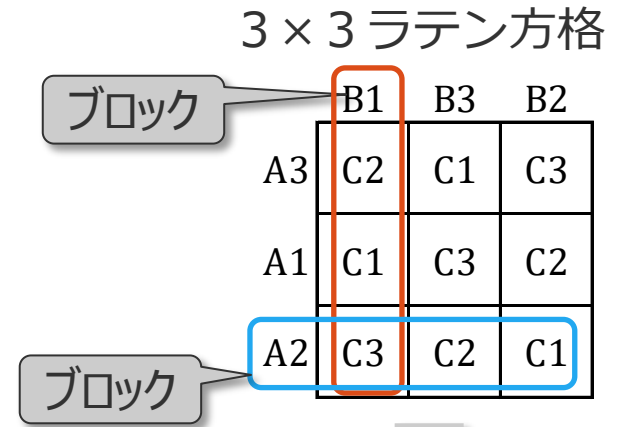 3×3ラテン方格
ブロック
B1 B3 B2
A3 C2 C1 C3
A1 C1 C3 C2
A2 C3 C2 C1
ブロック